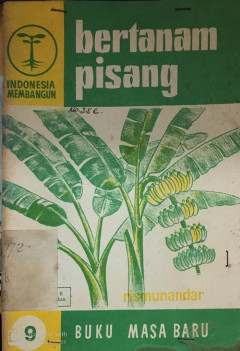 INDONESIA
MEMBANGUN
bertanam
pisang
rismunandar
9
BUKU MASA BARU